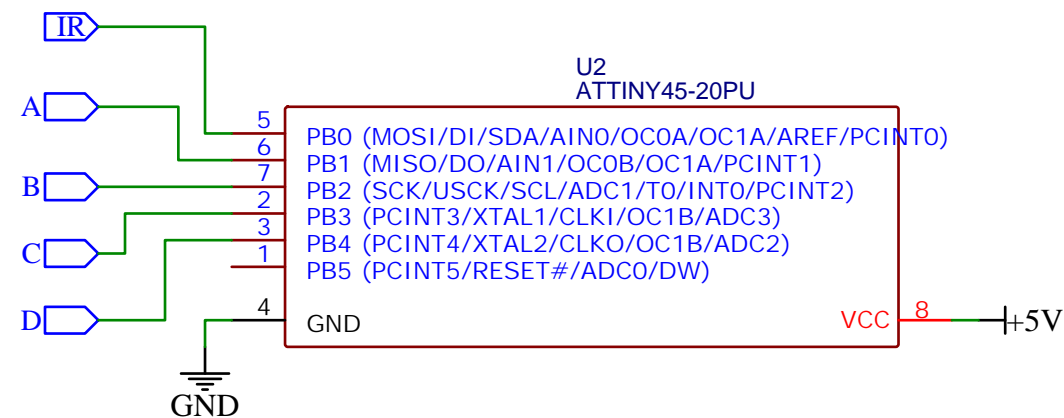 IR
U2
ATTINY45-20PU
A
5
PB0 (MOSI/DI/SDA/AIN0/OC0A/OC1A/AREF/PCINT0)
6
PB1 (MISO/DO/AIN1/OC0B/OC1A/PCINT1)
B
7
PB2 (SCK/USCK/SCL/ADC1/T0/INT0/PCINT2)
2
PB3 (PCINT3/XTAL1/CLKI/OC1B/ADC3)
C
3
PB4 (PCINT4/XTAL2/CLKO/OC1B/ADC2)
1
PB5 (PCINT5/RESET#/ADC0/DW)
D
4
GND
VCC
8
+5V
GND